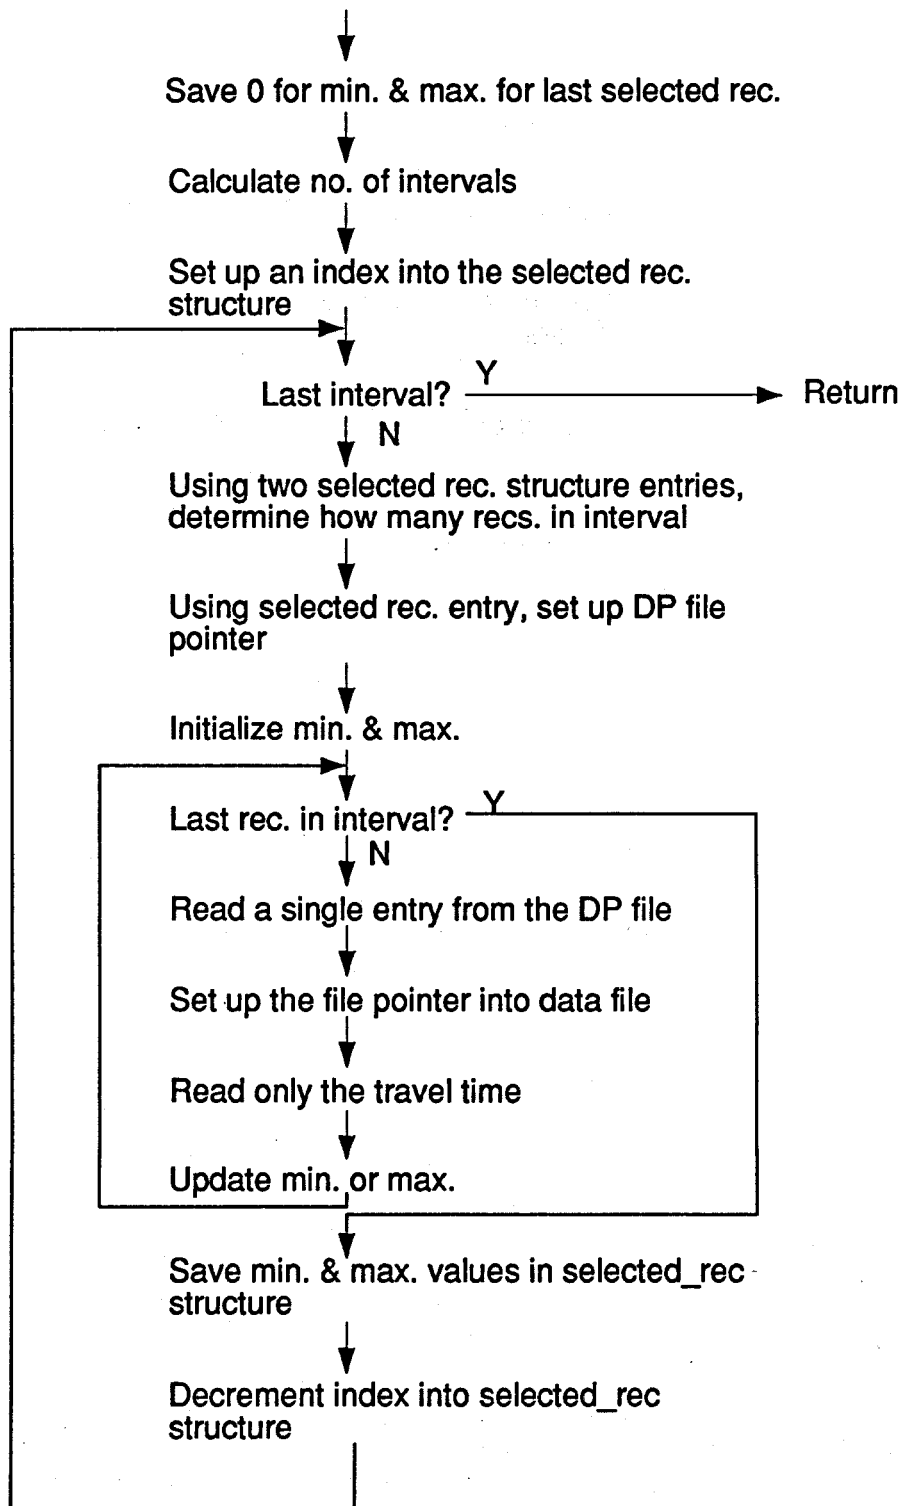 Save 0 for min. & max. for last selected rec.
Calculate no. of intervals
Set up an index into the selected rec.
structure
Y
Last interval?
Return
N
Using two selected rec. structure entries,
determine how many recs. in interval
Using selected rec. entry, set up DP file
pointer
Initialize min. & max.
Y
Last rec. in interval?
N
Read a single entry from the DP file
Set up the file pointer into data file
Read only the travel time
Update min. or max.
Save min. & max. values in selected_rec
structure
Decrement index into selected_rec
structure